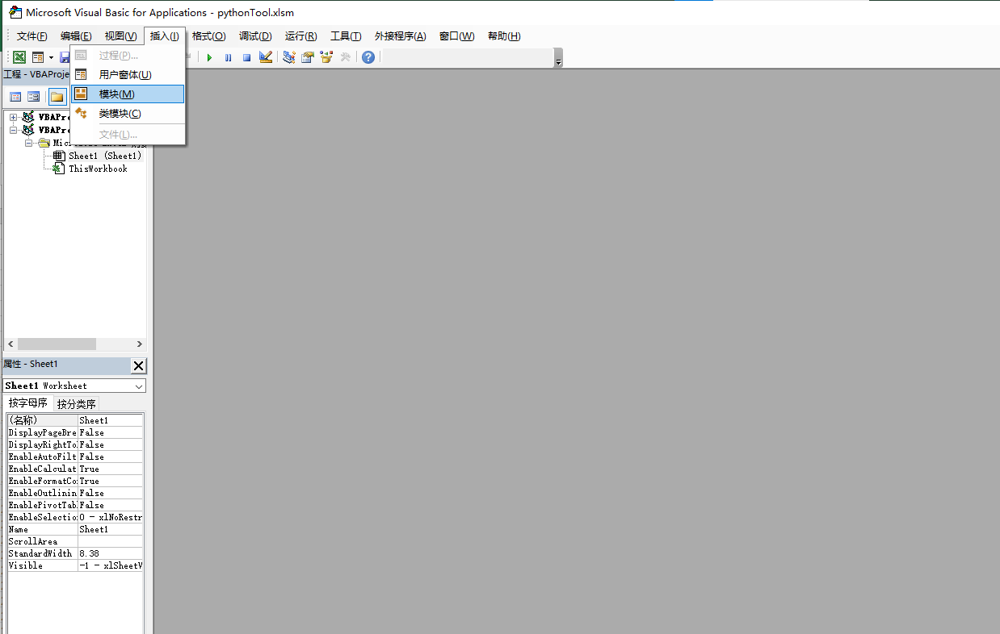 Microsoft Visual Basic for Applications - pythonTool.xlsm
文件(F) 编辑(E) 视图(V) 插入(I) 格式(O) 调试(D) 运行(R) 工具(T) 外接程序(A) 窗口(W) 帮助(H)
过程(P)...
用户窗体(U)
模块(M)
类模块(C)
文件(L)...
工程 - VBAProje
VBAPr
VBAPr
Sheet1 (Sheet1)
ThisWorkbook
属性 - Sheet1
Sheet1 Worksheet
按字母序 按分类序
(名称) Sheet1
DisplayPageBre False
DisplayRightTo False
EnableAutoFilt False
EnableCalculat True
EnableFormatCo True
EnableOutlinin False
EnablePivotTab False
EnableSelectio 0 - xlNoRestr
Name Sheet1
ScrollArea
StandardWidth 8.38
Visible -1 - xlSheetV